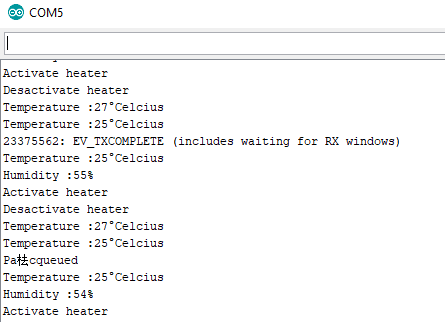 COM5
Activate heater
Desactivate heater
Temperature :27°Celcius
Temperature :25°Celcius
23375562: EV_TXCOMPLETE (includes waiting for RX windows)
Temperature :25°Celcius
Humidity :55%
Activate heater
Desactivate heater
Temperature :27°Celcius
Temperature :25°Celcius
Pa㭕cqueued
Temperature :25°Celcius
Humidity :54%
Activate heater